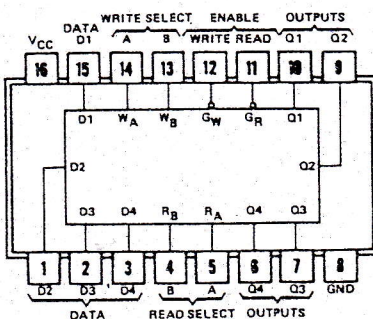 WRITE SELECT ENABLE OUTPUTS
DATA
VCC D1 A B WRITE READ Q1 Q2
16 15 14 13 12 11 10 9
D1 WA WB GW GR Q1
D2 Q2
D3 D4 RB RA Q4 Q3
1 2 3 4 5 6 7 8
D2 D3 D4 B A Q4 Q3 GND
DATA READ SELECT OUTPUTS